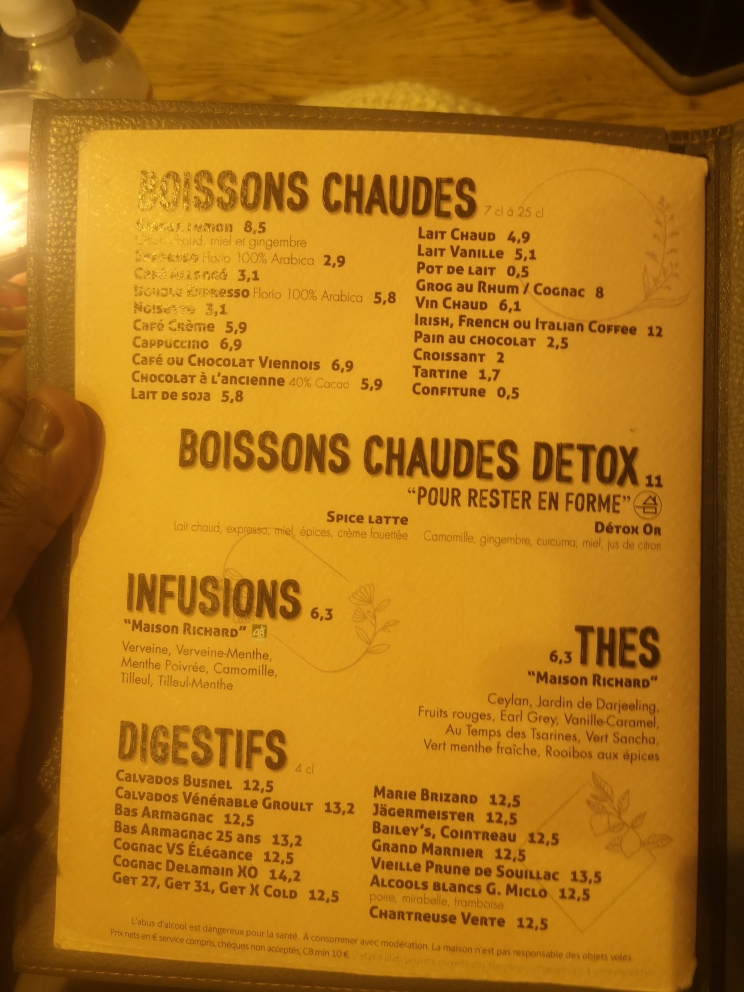 BOISSONS CHAUDES 7 cl à 25 cl
8,5
miel et gingembre
Espresso Florio 100% Arabica 2,9
Café Allongé 3,1
Double Espresso Florio 100% Arabica 5,8
Noisette 3,1
Café Crème 5,9
Cappuccino 6,9
Café ou Chocolat Viennois 6,9
Chocolat à l'ancienne 40% Cacao 5,9
Lait de soja 5,8
Lait Chaud 4,9
Lait Vanille 5,1
Pot de lait 0,5
Grog au Rhum / Cognac 8
Vin Chaud 6,1
Irish, French ou Italian Coffee 12
Pain au chocolat 2,5
Croissant 2
Tartine 1,7
Confiture 0,5
BOISSONS CHAUDES DETOX 11
"POUR RESTER EN FORME"
Spice latte
Lait chaud, expresso, miel, épices, crème fouettée
Détox Or
Camomille, gingembre, curcuma, miel, jus de citron
INFUSIONS 6,3
"Maison Richard" AB
Verveine, Verveine-Menthe,
Menthe Poivrée, Camomille,
Tilleul, Tilleul-Menthe
6,3 THES
"Maison Richard"
Ceylan, Jardin de Darjeeling,
Fruits rouges, Earl Grey, Vanille-Caramel,
Au Temps des Tsarines, Vert Sancha,
Vert menthe fraîche, Rooibos aux épices
DIGESTIFS 4 cl
Calvados Busnel 12,5
Calvados Vénérable Groult 13,2
Bas Armagnac 12,5
Bas Armagnac 25 ans 13,2
Cognac VS Élégance 12,5
Cognac Delamain XO 14,2
Get 27, Get 31, Get X Cold 12,5
Marie Brizard 12,5
Jägermeister 12,5
Bailey's, Cointreau 12,5
Grand Marnier 12,5
Vieille Prune de Souillac 13,5
Alcools blancs G. Miclo 12,5
poire, mirabelle, framboise
Chartreuse Verte 12,5
L'abus d'alcool est dangereux pour la santé. À consommer avec modération. La maison n'est pas responsable des objets volés.
Prix nets en € service compris, chèques non acceptés, CB min 10 €.